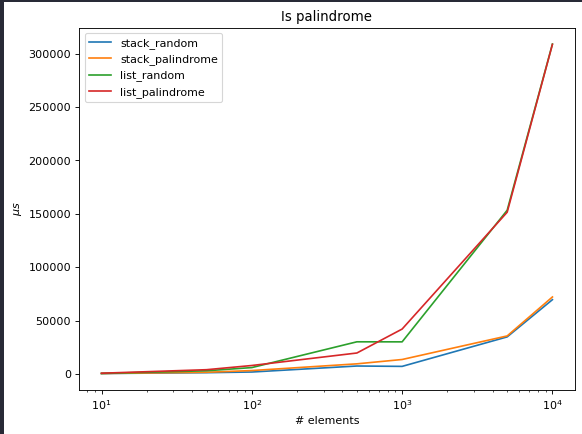 Is palindrome
stack_random
stack_palindrome
list_random
list_palindrome
300000
250000
200000
150000
100000
50000
0
μs
10¹
10²
10³
10⁴
# elements